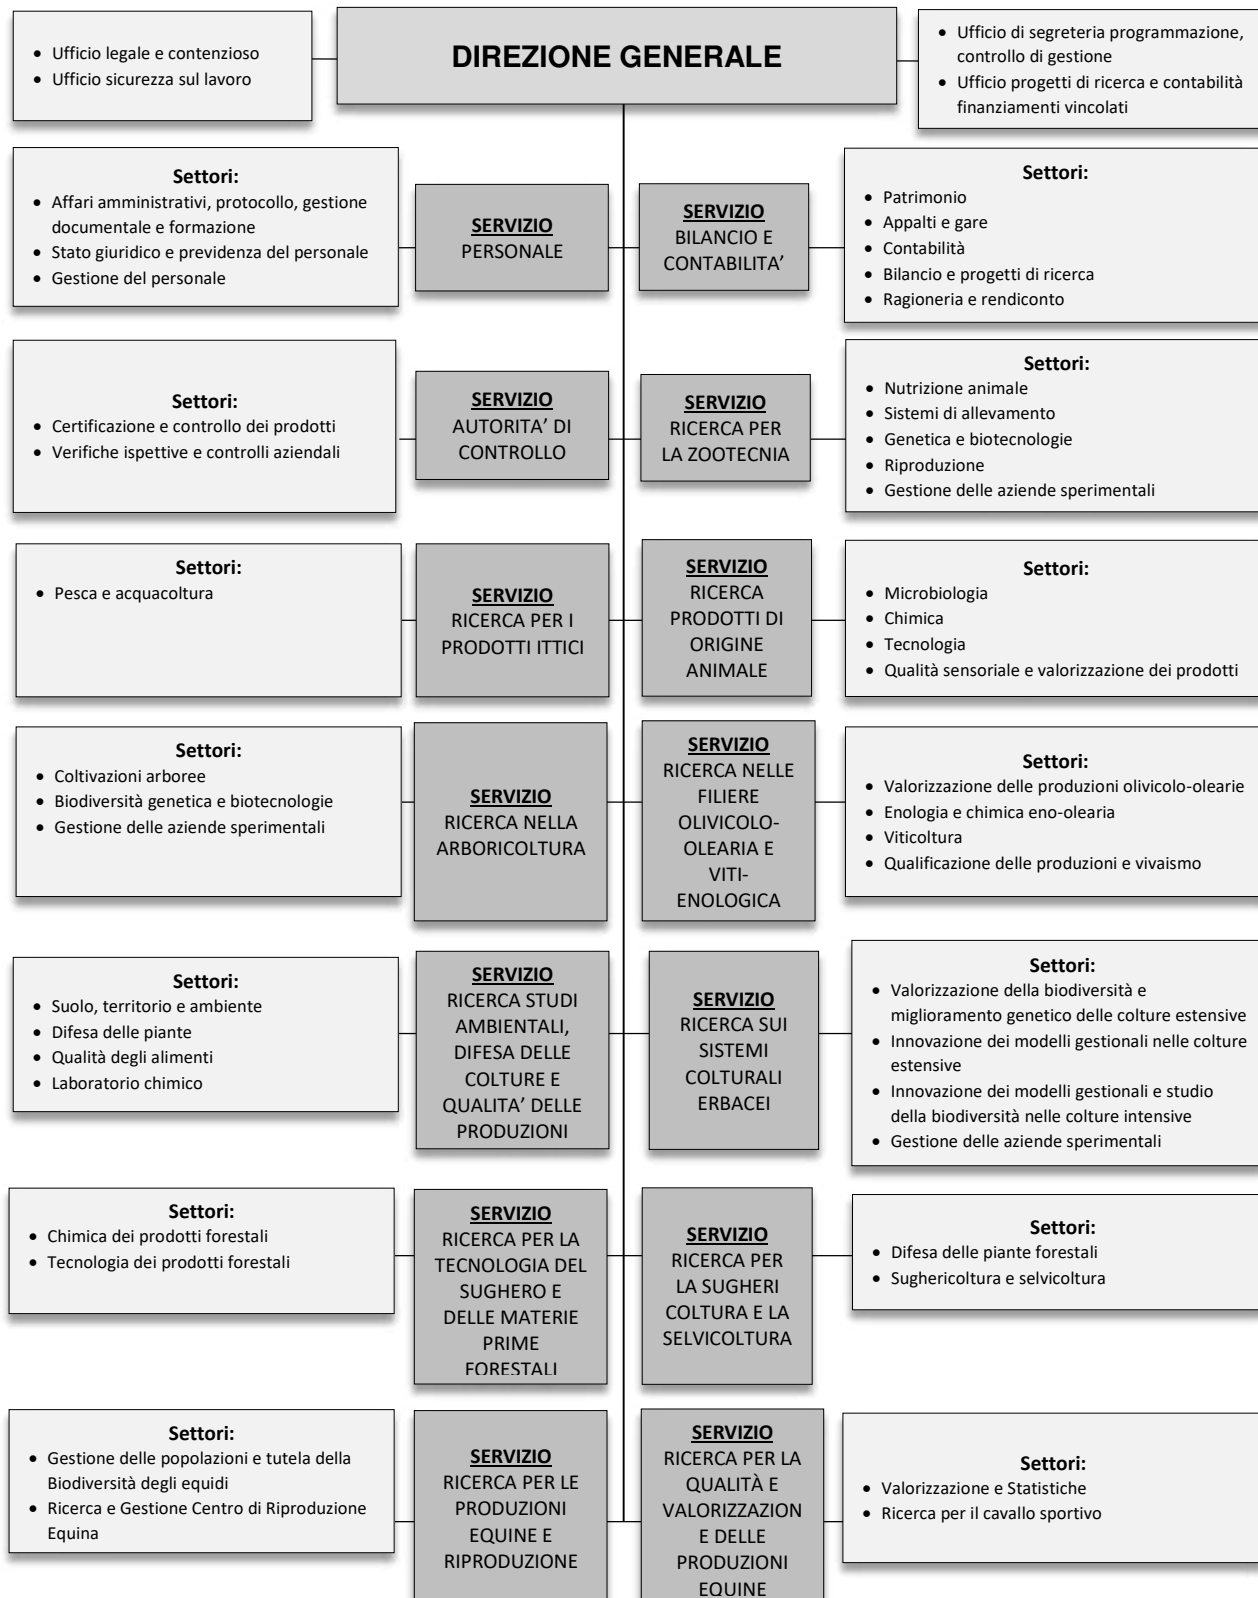 • Ufficio legale e contenzioso
• Ufficio sicurezza sul lavoro
DIREZIONE GENERALE
• Ufficio di segreteria programmazione,
controllo di gestione
• Ufficio progetti di ricerca e contabilità
finanziamenti vincolati
Settori:
• Affari amministrativi, protocollo, gestione
documentale e formazione
• Stato giuridico e previdenza del personale
• Gestione del personale
SERVIZIO
PERSONALE
SERVIZIO
BILANCIO E
CONTABILITA’
Settori:
• Patrimonio
• Appalti e gare
• Contabilità
• Bilancio e progetti di ricerca
• Ragioneria e rendiconto
Settori:
• Certificazione e controllo dei prodotti
• Verifiche ispettive e controlli aziendali
SERVIZIO
AUTORITA’ DI
CONTROLLO
SERVIZIO
RICERCA PER
LA ZOOTECNIA
Settori:
• Nutrizione animale
• Sistemi di allevamento
• Genetica e biotecnologie
• Riproduzione
• Gestione delle aziende sperimentali
Settori:
• Pesca e acquacoltura
SERVIZIO
RICERCA PER I
PRODOTTI ITTICI
SERVIZIO
RICERCA
PRODOTTI DI
ORIGINE
ANIMALE
Settori:
• Microbiologia
• Chimica
• Tecnologia
• Qualità sensoriale e valorizzazione dei prodotti
Settori:
• Coltivazioni arboree
• Biodiversità genetica e biotecnologie
• Gestione delle aziende sperimentali
SERVIZIO
RICERCA NELLA
ARBORICOLTURA
SERVIZIO
RICERCA NELLE
FILIERE
OLIVICOLO-
OLEARIA E
VITI-
ENOLOGICA
Settori:
• Valorizzazione delle produzioni olivicolo-olearie
• Enologia e chimica eno-olearia
• Viticoltura
• Qualificazione delle produzioni e vivaismo
Settori:
• Suolo, territorio e ambiente
• Difesa delle piante
• Qualità degli alimenti
• Laboratorio chimico
SERVIZIO
RICERCA STUDI
AMBIENTALI,
DIFESA DELLE
COLTURE E
QUALITA’ DELLE
PRODUZIONI
SERVIZIO
RICERCA SUI
SISTEMI
COLTURALI
ERBACEI
Settori:
• Valorizzazione della biodiversità e
miglioramento genetico delle colture estensive
• Innovazione dei modelli gestionali nelle colture
estensive
• Innovazione dei modelli gestionali e studio
della biodiversità nelle colture intensive
• Gestione delle aziende sperimentali
Settori:
• Chimica dei prodotti forestali
• Tecnologia dei prodotti forestali
SERVIZIO
RICERCA PER LA
TECNOLOGIA DEL
SUGHERO E
DELLE MATERIE
PRIME
FORESTALI
SERVIZIO
RICERCA PER
LA SUGHERI
COLTURA E LA
SELVICOLTURA
Settori:
• Difesa delle piante forestali
• Sughericoltura e selvicoltura
Settori:
• Gestione delle popolazioni e tutela della
Biodiversità degli equidi
• Ricerca e Gestione Centro di Riproduzione
Equina
SERVIZIO
RICERCA PER LE
PRODUZIONI
EQUINE E
RIPRODUZIONE
SERVIZIO
RICERCA PER LA
QUALITÀ E
VALORIZZAZION
E DELLE
PRODUZIONI
EQUINE
Settori:
• Valorizzazione e Statistiche
• Ricerca per il cavallo sportivo